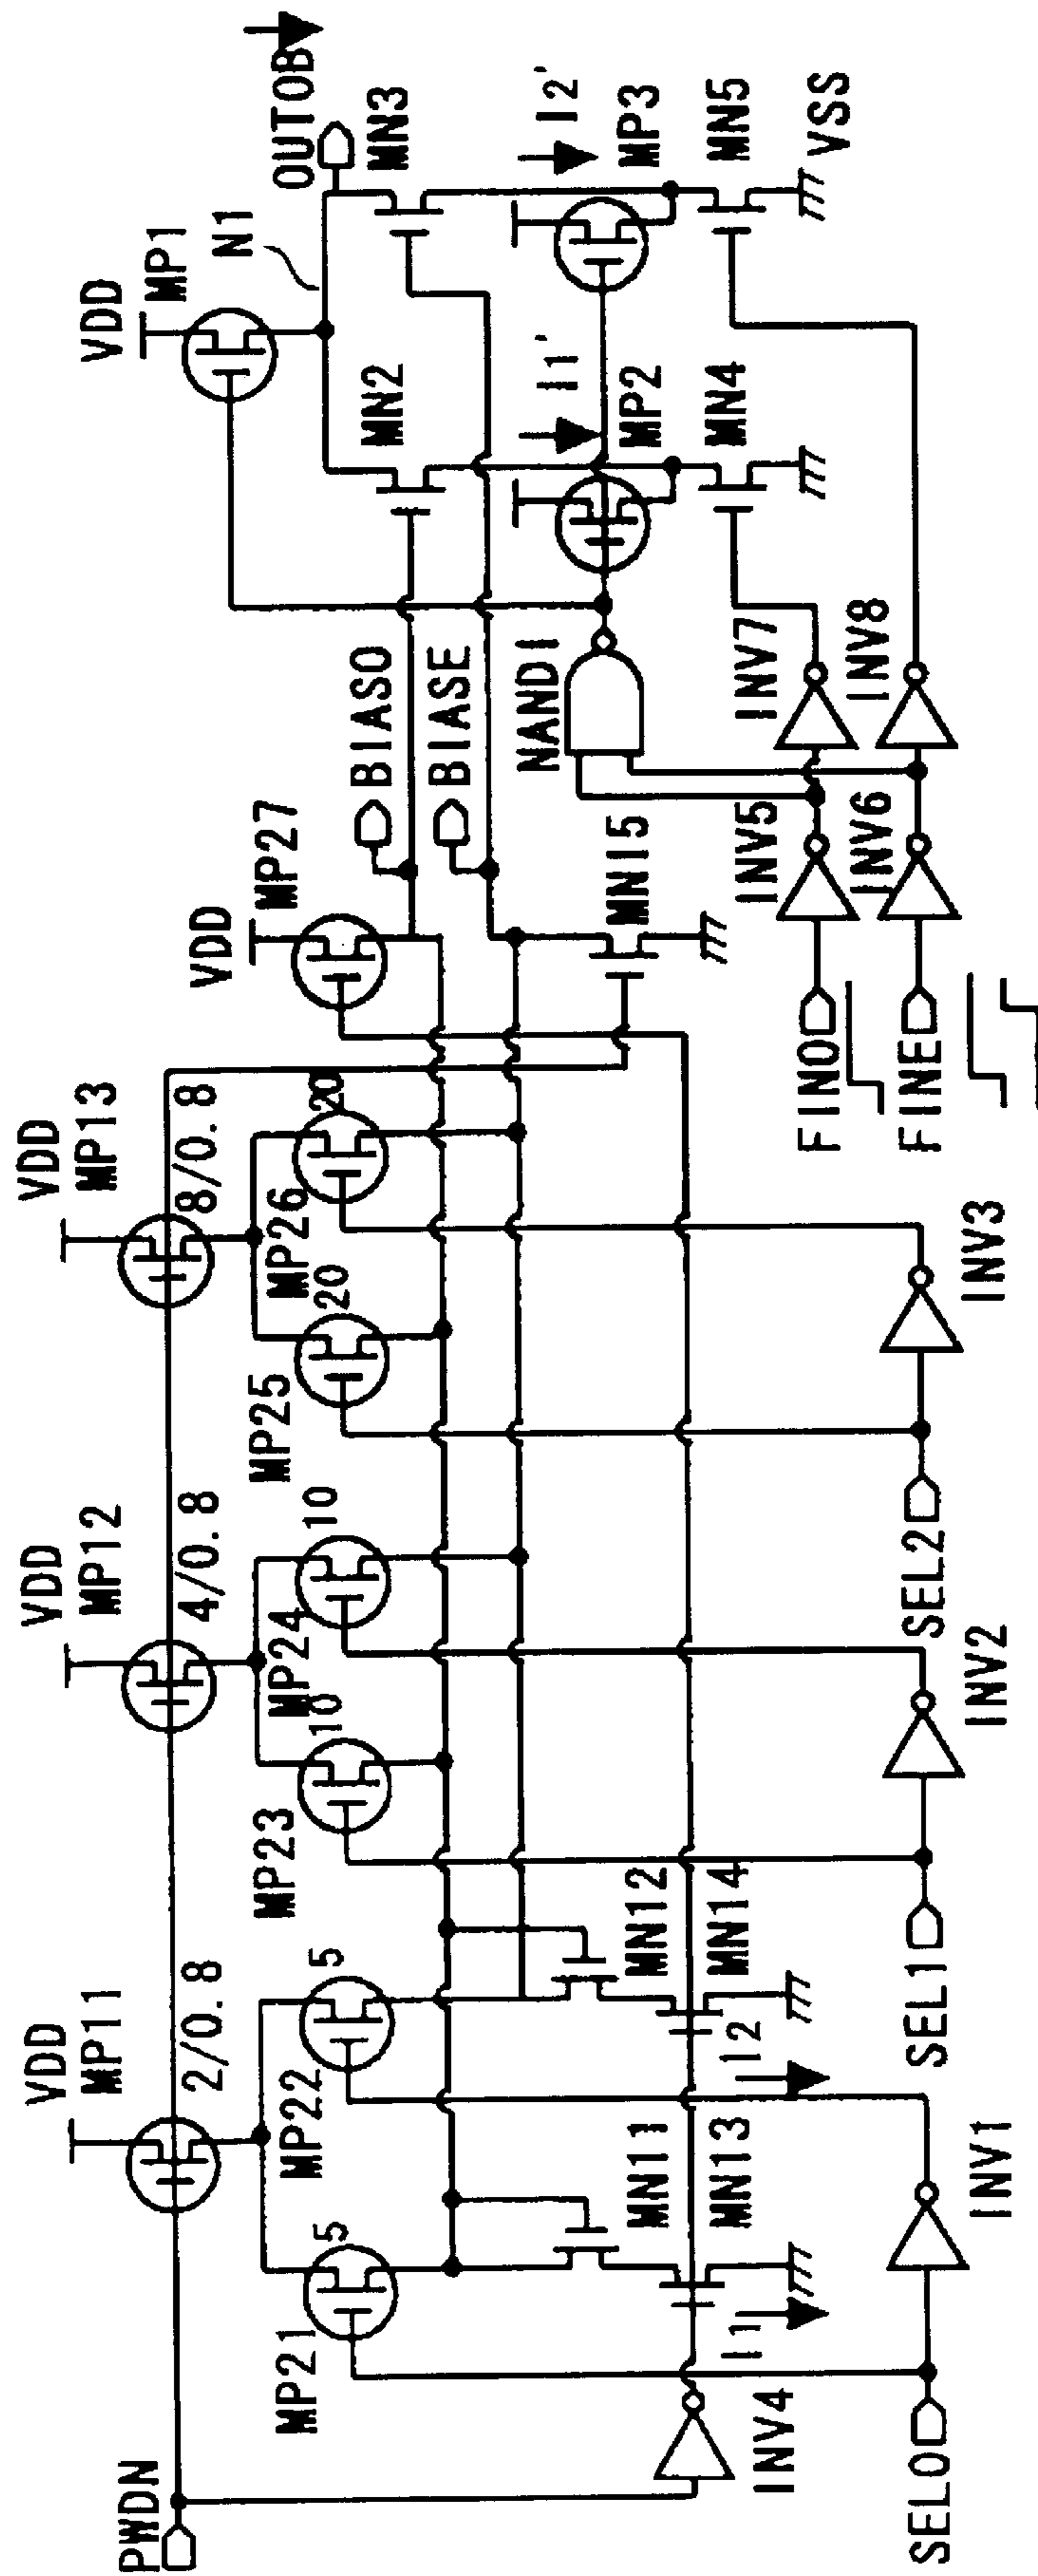 PWDN
VDD
MP11
2/0.8
VDD
MP12
4/0.8
VDD
MP13
8/0.8
MP21
5
MP22
5
MP23
10
MP24
10
MP25
20
MP26
20
VDD
MP27
BIASO
BIASE
VDD
MP1
N1
OUTOB
MN2
MN3
I1'
I2'
MP2
MP3
MN4
MN5
VSS
MN11
MN12
MN13
MN14
I1
I2
MN15
NAND1
INV4
INV5
INV7
INV6
INV8
FINO
FINE
SEL0
INV1
SEL1
INV2
SEL2
INV3